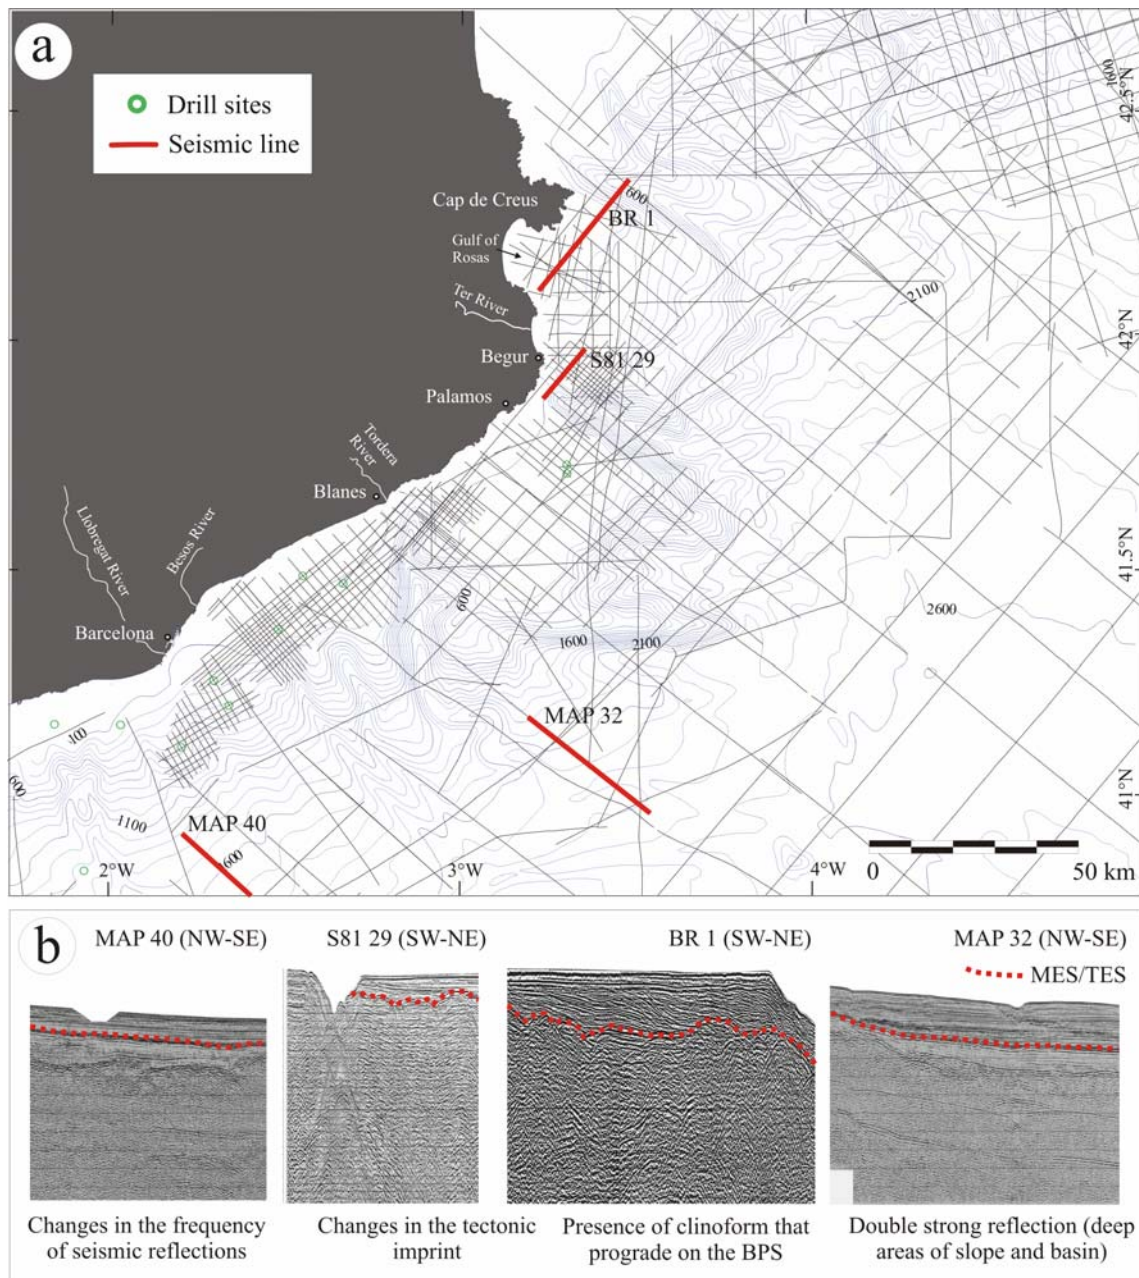 a
Drill sites
Seismic line
1600
42.5°N
600
Cap de Creus
BR 1
Gulf of
Rosas
2100
Ter River
42°N
Begur
S81 29
Palamos
Tordera
River
Blanes
Llobregat River
Besos River
41.5°N
600
2600
Barcelona
1600
2100
MAP 32
100
600
41°N
1100
MAP 40
1600
2°W
3°W
4°W
0
50 km
b
MAP 40 (NW-SE)
S81 29 (SW-NE)
BR 1 (SW-NE)
MAP 32 (NW-SE)
MES/TES
Changes in the frequency
of seismic reflections
Changes in the tectonic
imprint
Presence of clinoform that
prograde on the BPS
Double strong reflection (deep
areas of slope and basin)